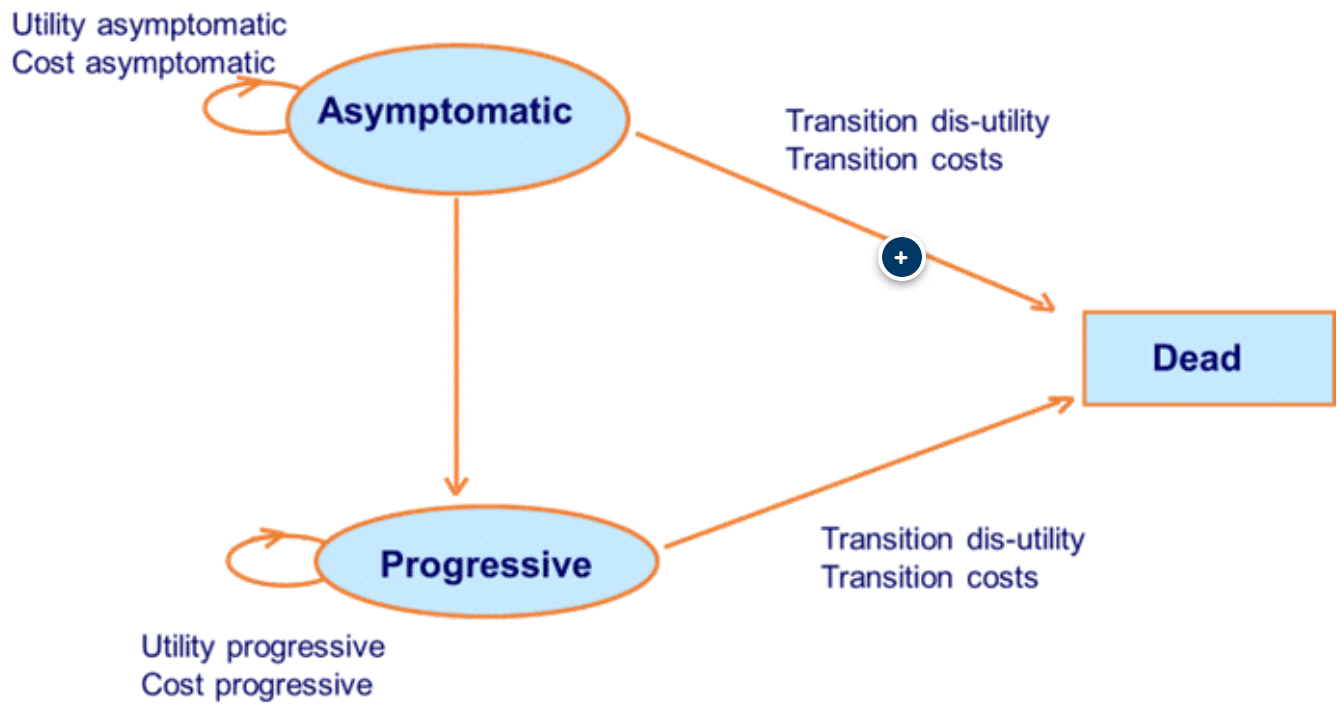 Utility asymptomatic
Cost asymptomatic
Asymptomatic
Transition dis-utility
Transition costs
+
Dead
Progressive
Transition dis-utility
Transition costs
Utility progressive
Cost progressive